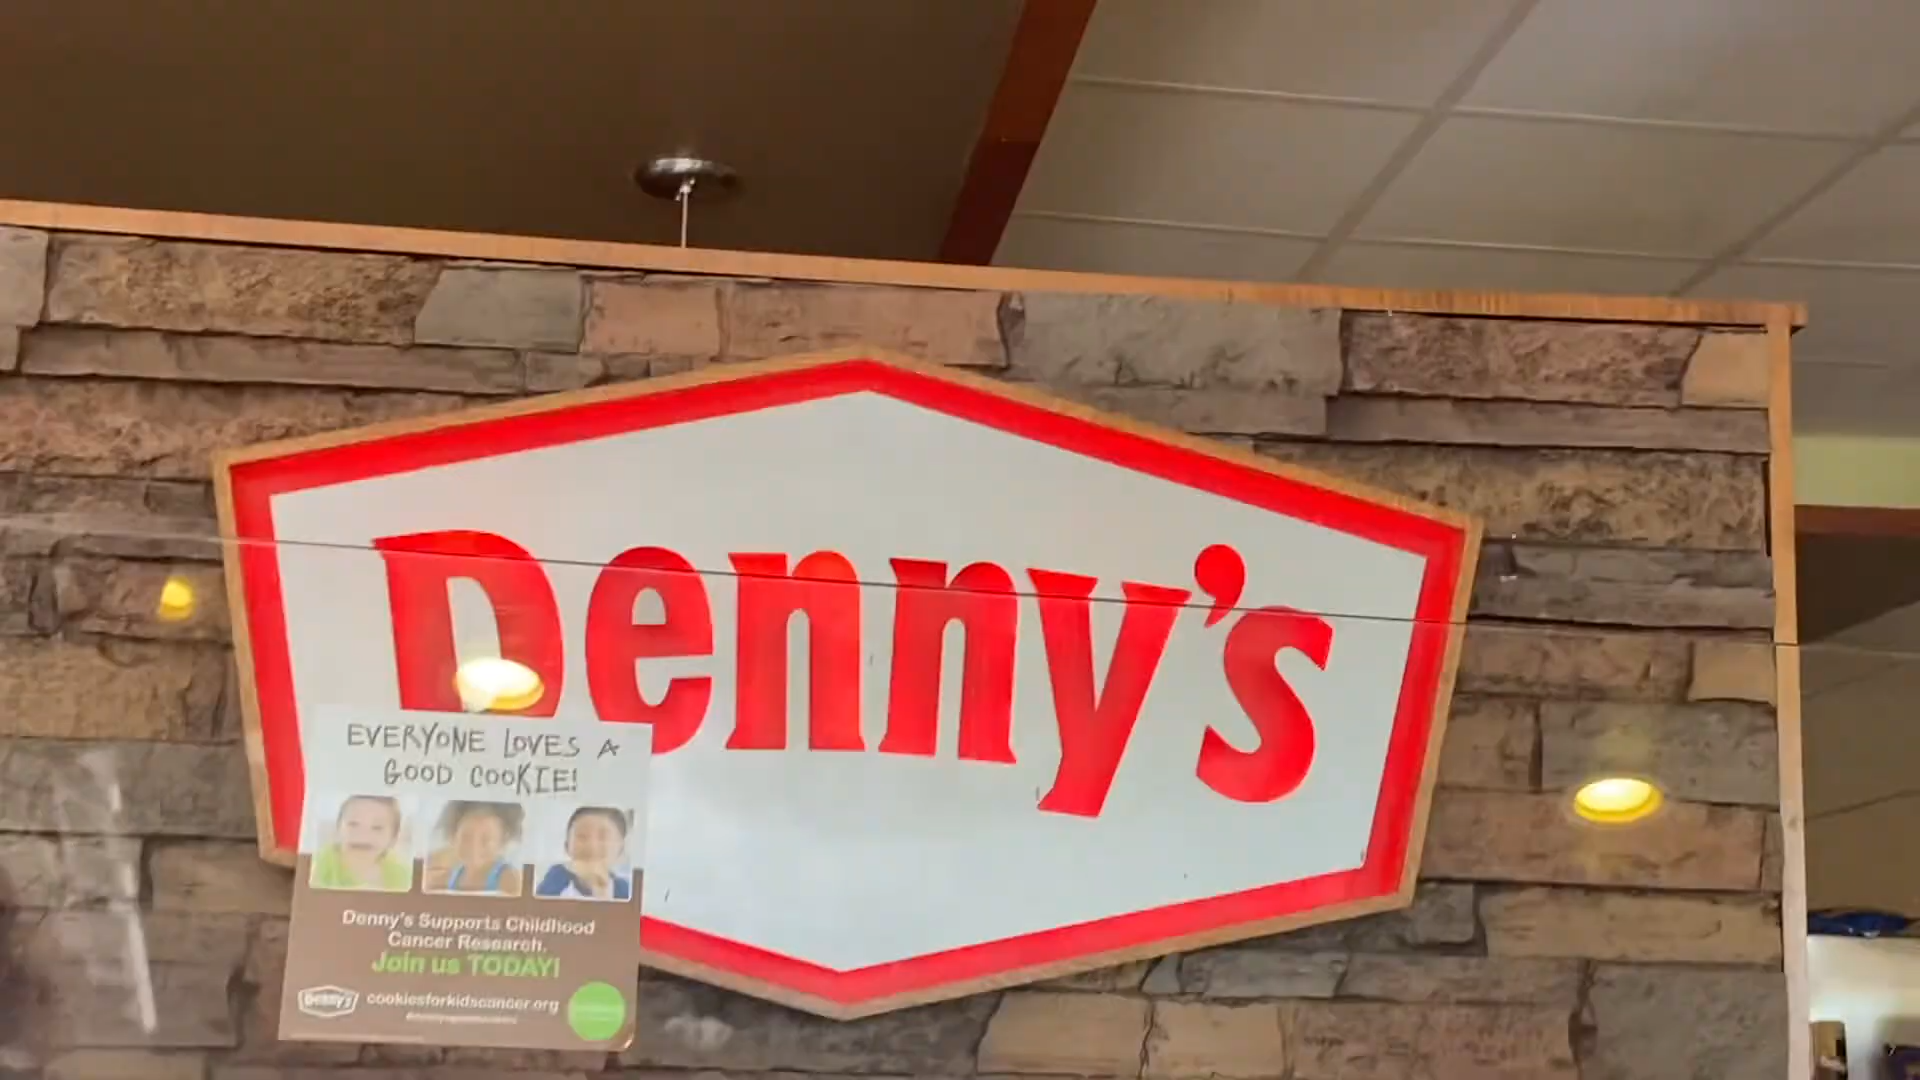 Denny's
EVERYONE LOVES A
GOOD COOKIE!
Denny's Supports Childhood
Cancer Research.
Join us TODAY!
Denny's cookiesforkidscancer.org